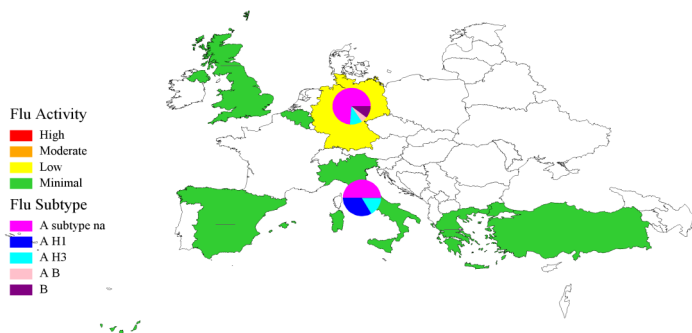 Flu Activity
High
Moderate
Low
Minimal
Flu Subtype
A subtype na
A H1
A H3
A B
B